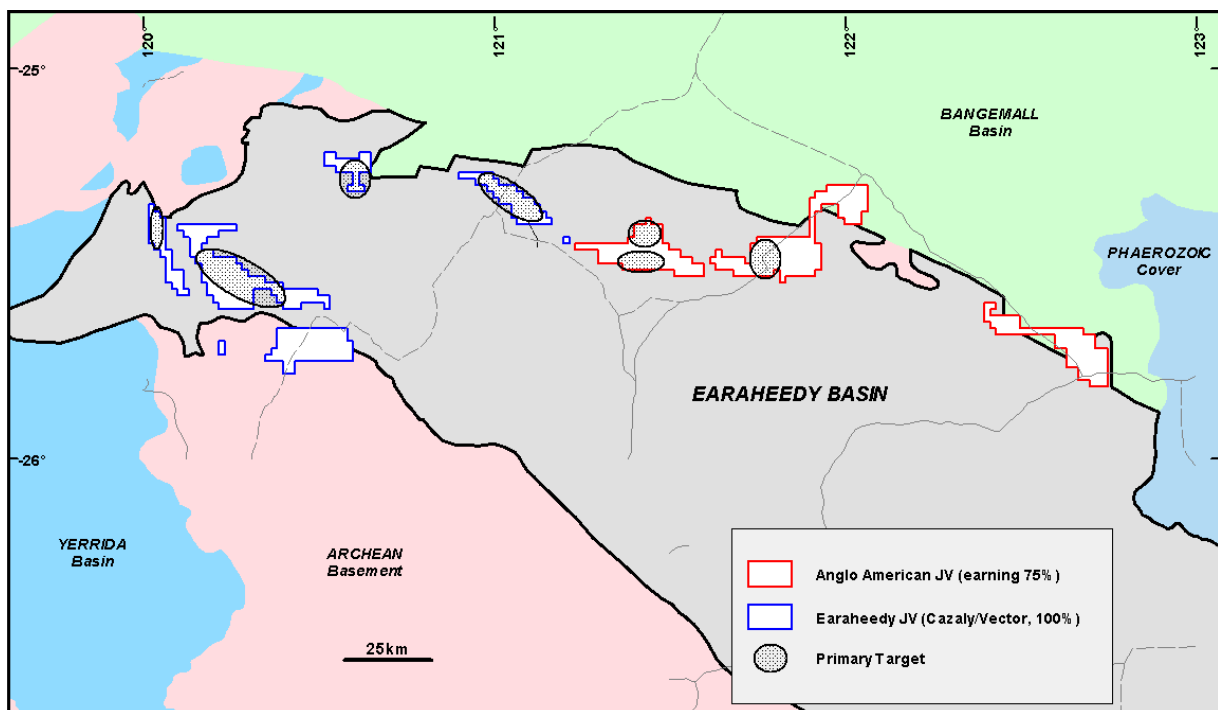 120°
121°
122°
123°
-25°
BANGEMALL
Basin
PHAEROZOIC
Cover
EARAHEEDY BASIN
-26°
YERRIDA
Basin
ARCHEAN
Basement
25km
Anglo American JV (earning 75%)
Earaheedy JV (Cazaly/Vector, 100%)
Primary Target